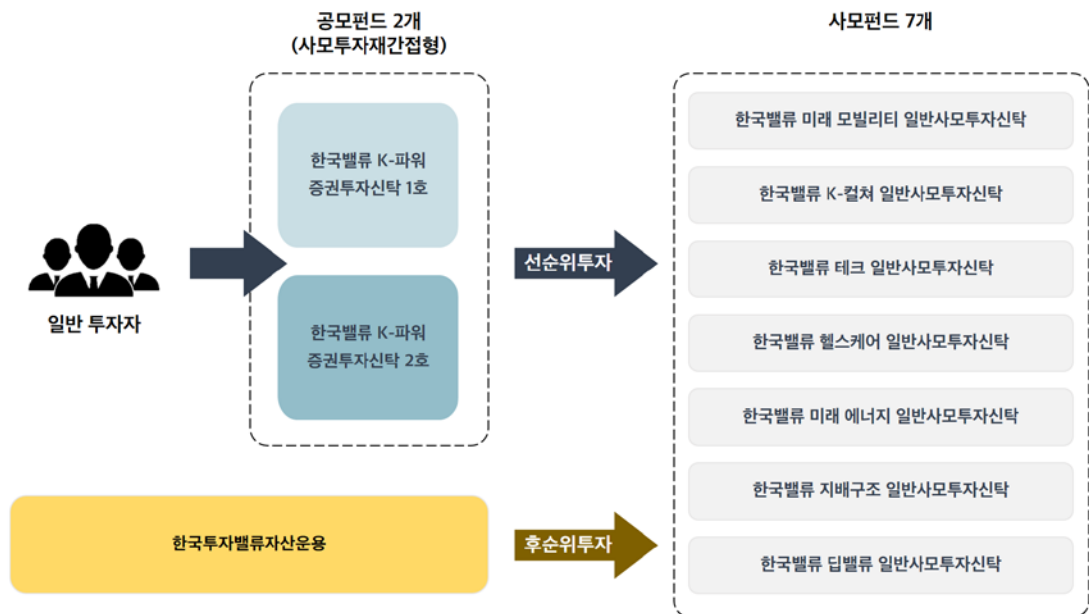 공모펀드 2개
(사모투자재간접형)
사모펀드 7개
한국밸류 K-파워
증권투자신탁 1호
한국밸류 K-파워
증권투자신탁 2호
일반 투자자
선순위투자
한국밸류 미래 모빌리티 일반사모투자신탁
한국밸류 K-컬쳐 일반사모투자신탁
한국밸류 테크 일반사모투자신탁
한국밸류 헬스케어 일반사모투자신탁
한국밸류 미래 에너지 일반사모투자신탁
한국밸류 지배구조 일반사모투자신탁
한국밸류 딥밸류 일반사모투자신탁
한국투자밸류자산운용
후순위투자